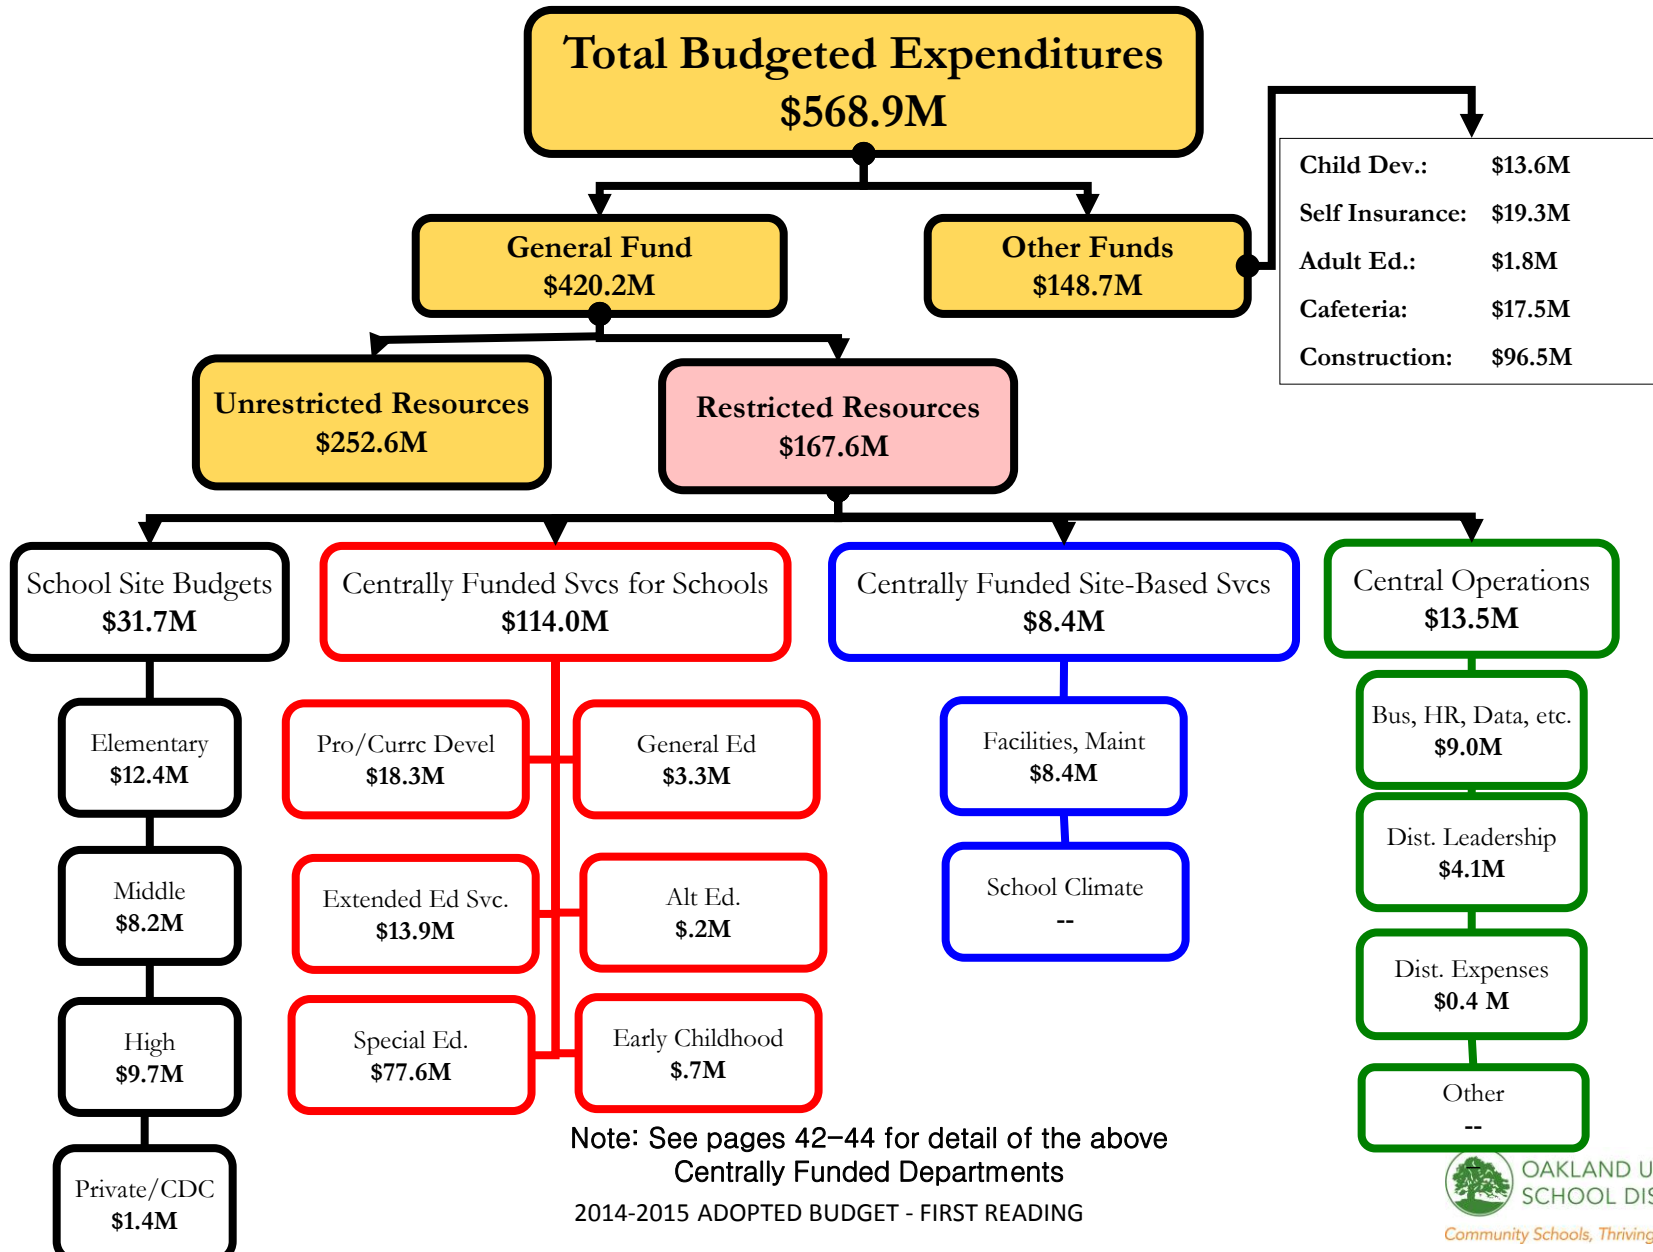 Total Budgeted Expenditures
$568.9M
Child Dev.: $13.6M
Self Insurance: $19.3M
Adult Ed.: $1.8M
Cafeteria: $17.5M
Construction: $96.5M
General Fund
$420.2M
Other Funds
$148.7M
Unrestricted Resources
$252.6M
Restricted Resources
$167.6M
School Site Budgets
$31.7M
Centrally Funded Svcs for Schools
$114.0M
Centrally Funded Site-Based Svcs
$8.4M
Central Operations
$13.5M
Elementary
$12.4M
Middle
$8.2M
High
$9.7M
Private/CDC
$1.4M
Pro/Currc Devel
$18.3M
General Ed
$3.3M
Extended Ed Svc.
$13.9M
Alt Ed.
$.2M
Special Ed.
$77.6M
Early Childhood
$.7M
Facilities, Maint
$8.4M
School Climate
--
Bus, HR, Data, etc.
$9.0M
Dist. Leadership
$4.1M
Dist. Expenses
$0.4 M
Other
--
Note: See pages 42-44 for detail of the above
Centrally Funded Departments
2014-2015 ADOPTED BUDGET - FIRST READING
OAKLAND U
SCHOOL DIS
Community Schools, Thriving